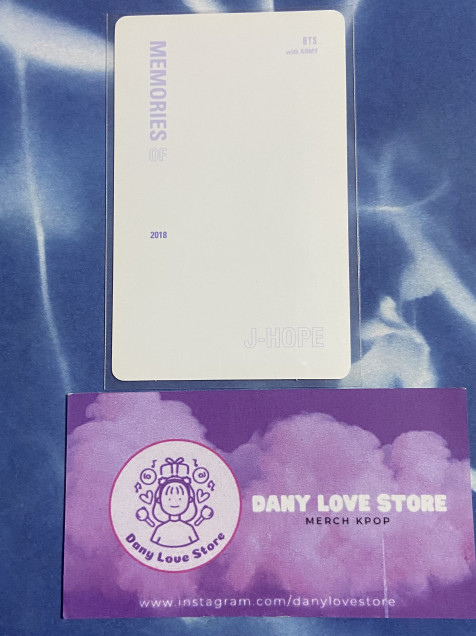 BTS
with ARMY
MEMORIES OF
2018
J-HOPE
DANY LOVE STORE
MERCH KPOP
Dany Love Store
www.instagram.com/danylovestore